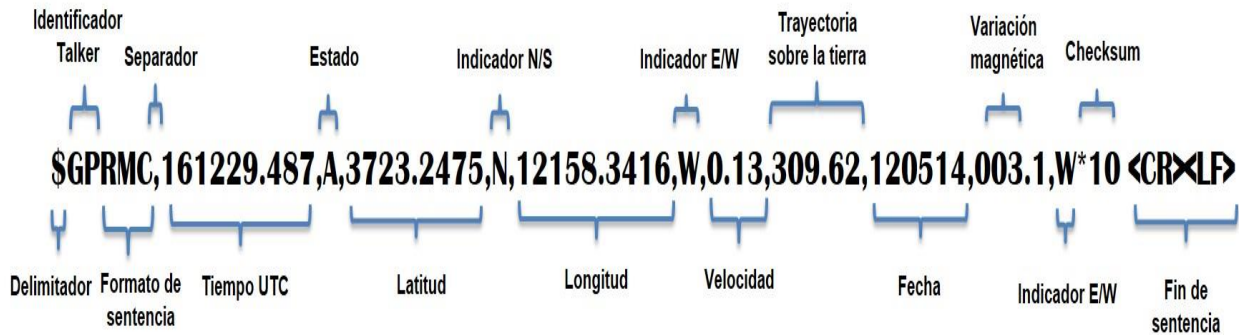 Identificador
Talker
Separador
Estado
Indicador N/S
Indicador E/W
Trayectoria
sobre la tierra
Variación
magnética
Checksum
$GPRMC,161229.487,A,3723.2475,N,12158.3416,W,0.13,309.62,120514,003.1,W*10 <CR><LF>
Delimitador
Formato de
sentencia
Tiempo UTC
Latitud
Longitud
Velocidad
Fecha
Indicador E/W
Fin de
sentencia